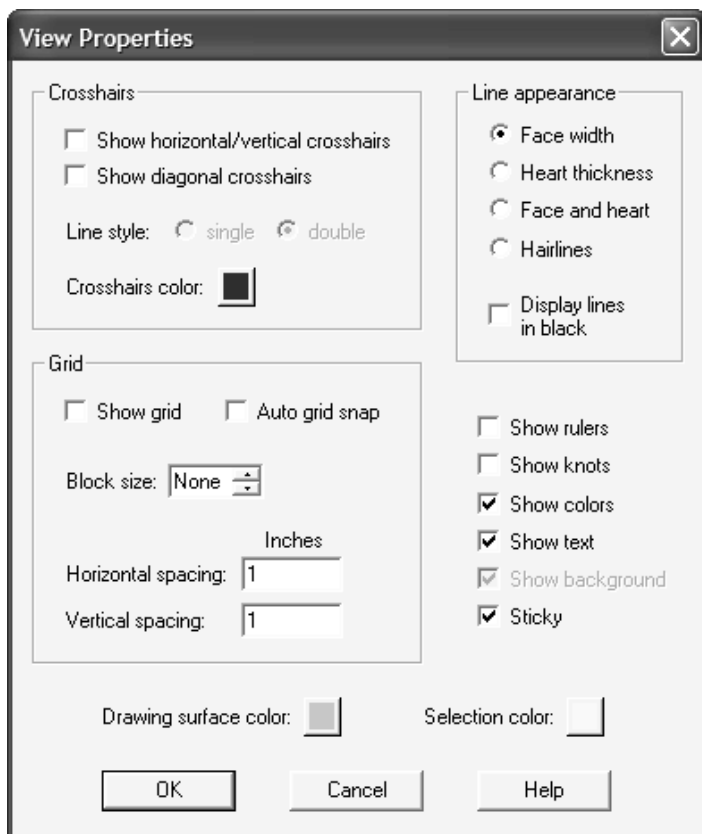 View Properties
Crosshairs
Show horizontal/vertical crosshairs
Show diagonal crosshairs
Line style: single double
Crosshairs color:
Line appearance
Face width
Heart thickness
Face and heart
Hairlines
Display lines
in black
Grid
Show grid Auto grid snap
Block size: None
Inches
Horizontal spacing: 1
Vertical spacing: 1
Show rulers
Show knots
Show colors
Show text
Show background
Sticky
Drawing surface color: Selection color:
OK Cancel Help